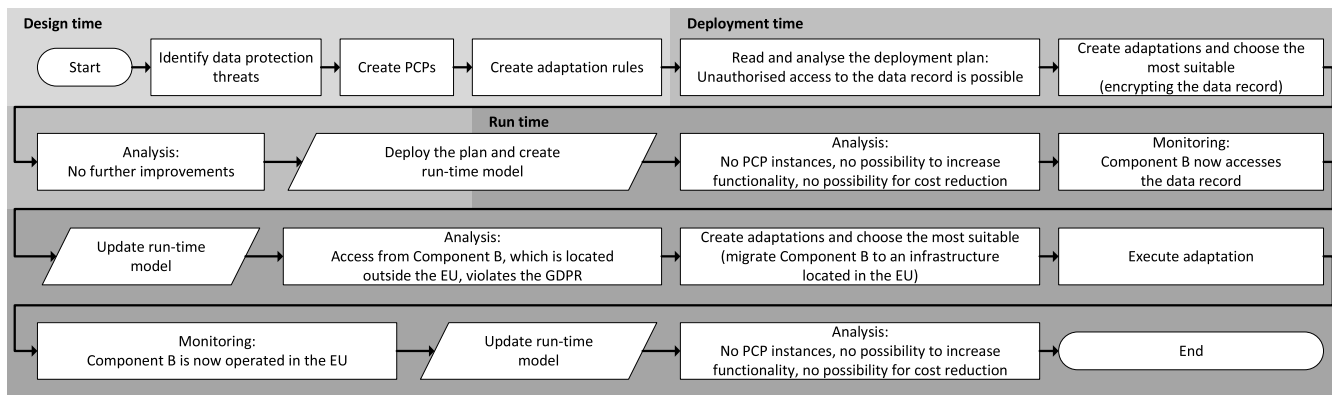 Design time
Deployment time
Start
Identify data protection
threats
Create PCPs
Create adaptation rules
Read and analyse the deployment plan:
Unauthorised access to the data record is possible
Create adaptations and choose the
most suitable
(encrypting the data record)
Run time
Analysis:
No further improvements
Deploy the plan and create
run-time model
Analysis:
No PCP instances, no possibility to increase
functionality, no possibility for cost reduction
Monitoring:
Component B now accesses
the data record
Update run-time
model
Analysis:
Access from Component B, which is located
outside the EU, violates the GDPR
Create adaptations and choose the most suitable
(migrate Component B to an infrastructure
located in the EU)
Execute adaptation
Monitoring:
Component B is now operated in the EU
Update run-time
model
Analysis:
No PCP instances, no possibility to increase
functionality, no possibility for cost reduction
End